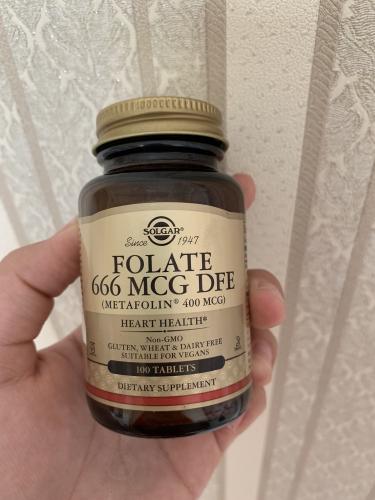 SOLGAR®
Since 1947
FOLATE
666 MCG DFE
(METAFOLIN® 400 MCG)
HEART HEALTH*
NON-GMO
GLUTEN, WHEAT & DAIRY FREE
SUITABLE FOR VEGANS
100 TABLETS
DIETARY SUPPLEMENT